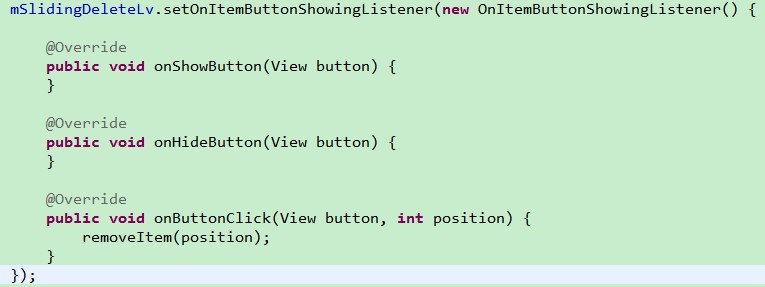 mSlidingDeleteLv.setOnItemButtonShowingListener(new OnItemButtonShowingListener() {
@Override
public void onShowButton(View button) {
}
@Override
public void onHideButton(View button) {
}
@Override
public void onButtonClick(View button, int position) {
removeItem(position);
}
});